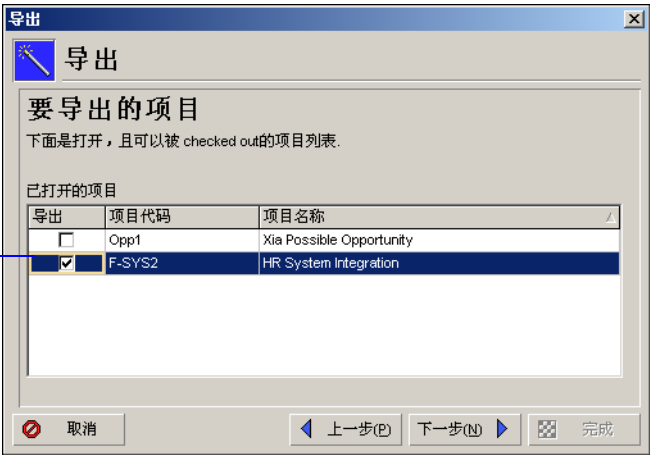 导出
导出
要导出的项目
下面是打开，且可以被 checked out的项目列表.
已打开的项目
导出 项目代码 项目名称
Opp1 Xia Possible Opportunity
F-SYS2 HR System Integration
取消 上一步(P) 下一步(N) 完成